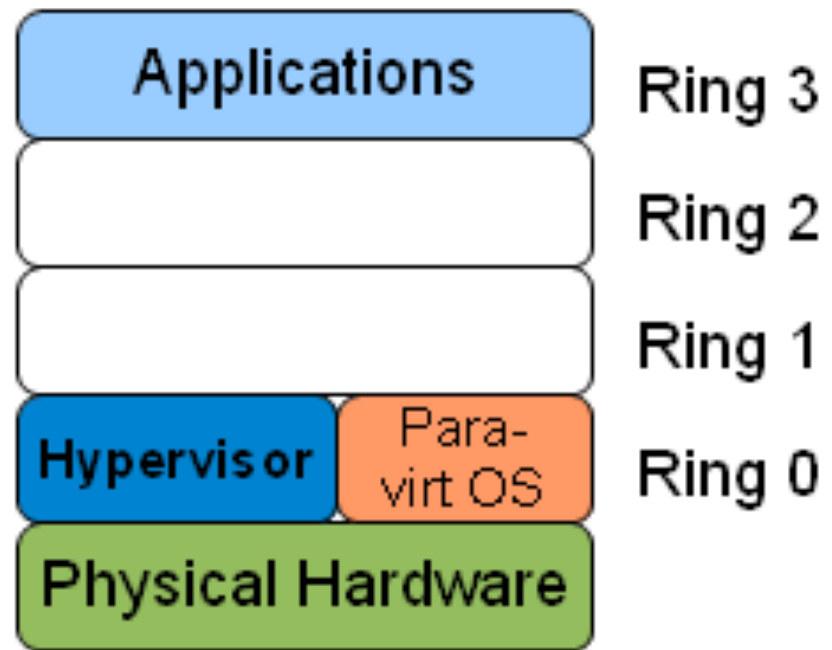 Applications
Ring 3
Ring 2
Ring 1
Hypervisor
Para-
virt OS
Ring 0
Physical Hardware